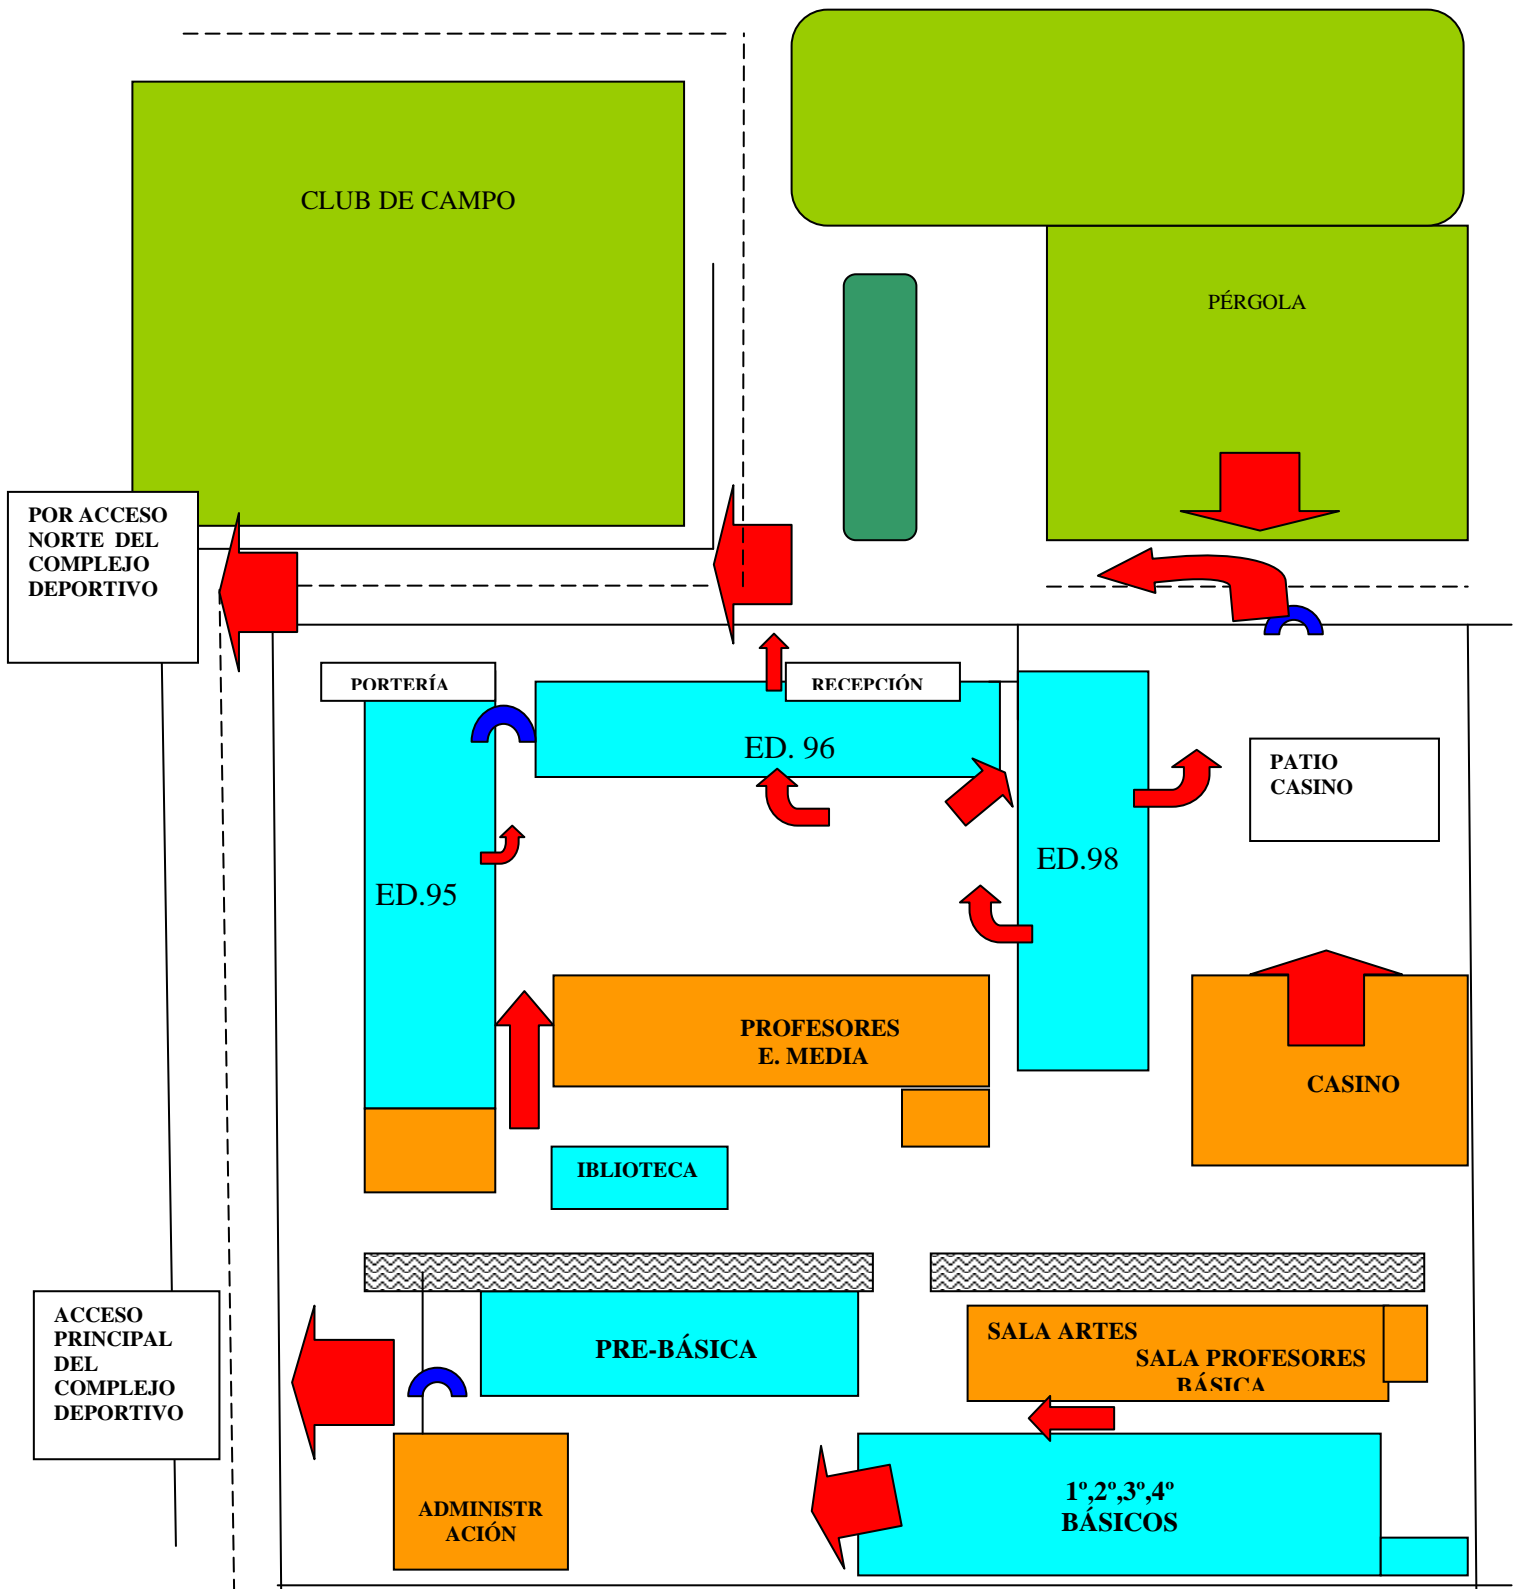 CLUB DE CAMPO
PÉRGOLA
POR ACCESO
NORTE DEL
COMPLEJO
DEPORTIVO
PORTERÍA
RECEPCIÓN
ED. 96
PATIO
CASINO
ED.98
ED.95
PROFESORES
E. MEDIA
CASINO
IBLIOTECA
ACCESO
PRINCIPAL
DEL
COMPLEJO
DEPORTIVO
PRE-BÁSICA
SALA ARTES
SALA PROFESORES
BÁSICA
ADMINISTR
ACIÓN
1º,2º,3º,4º
BÁSICOS